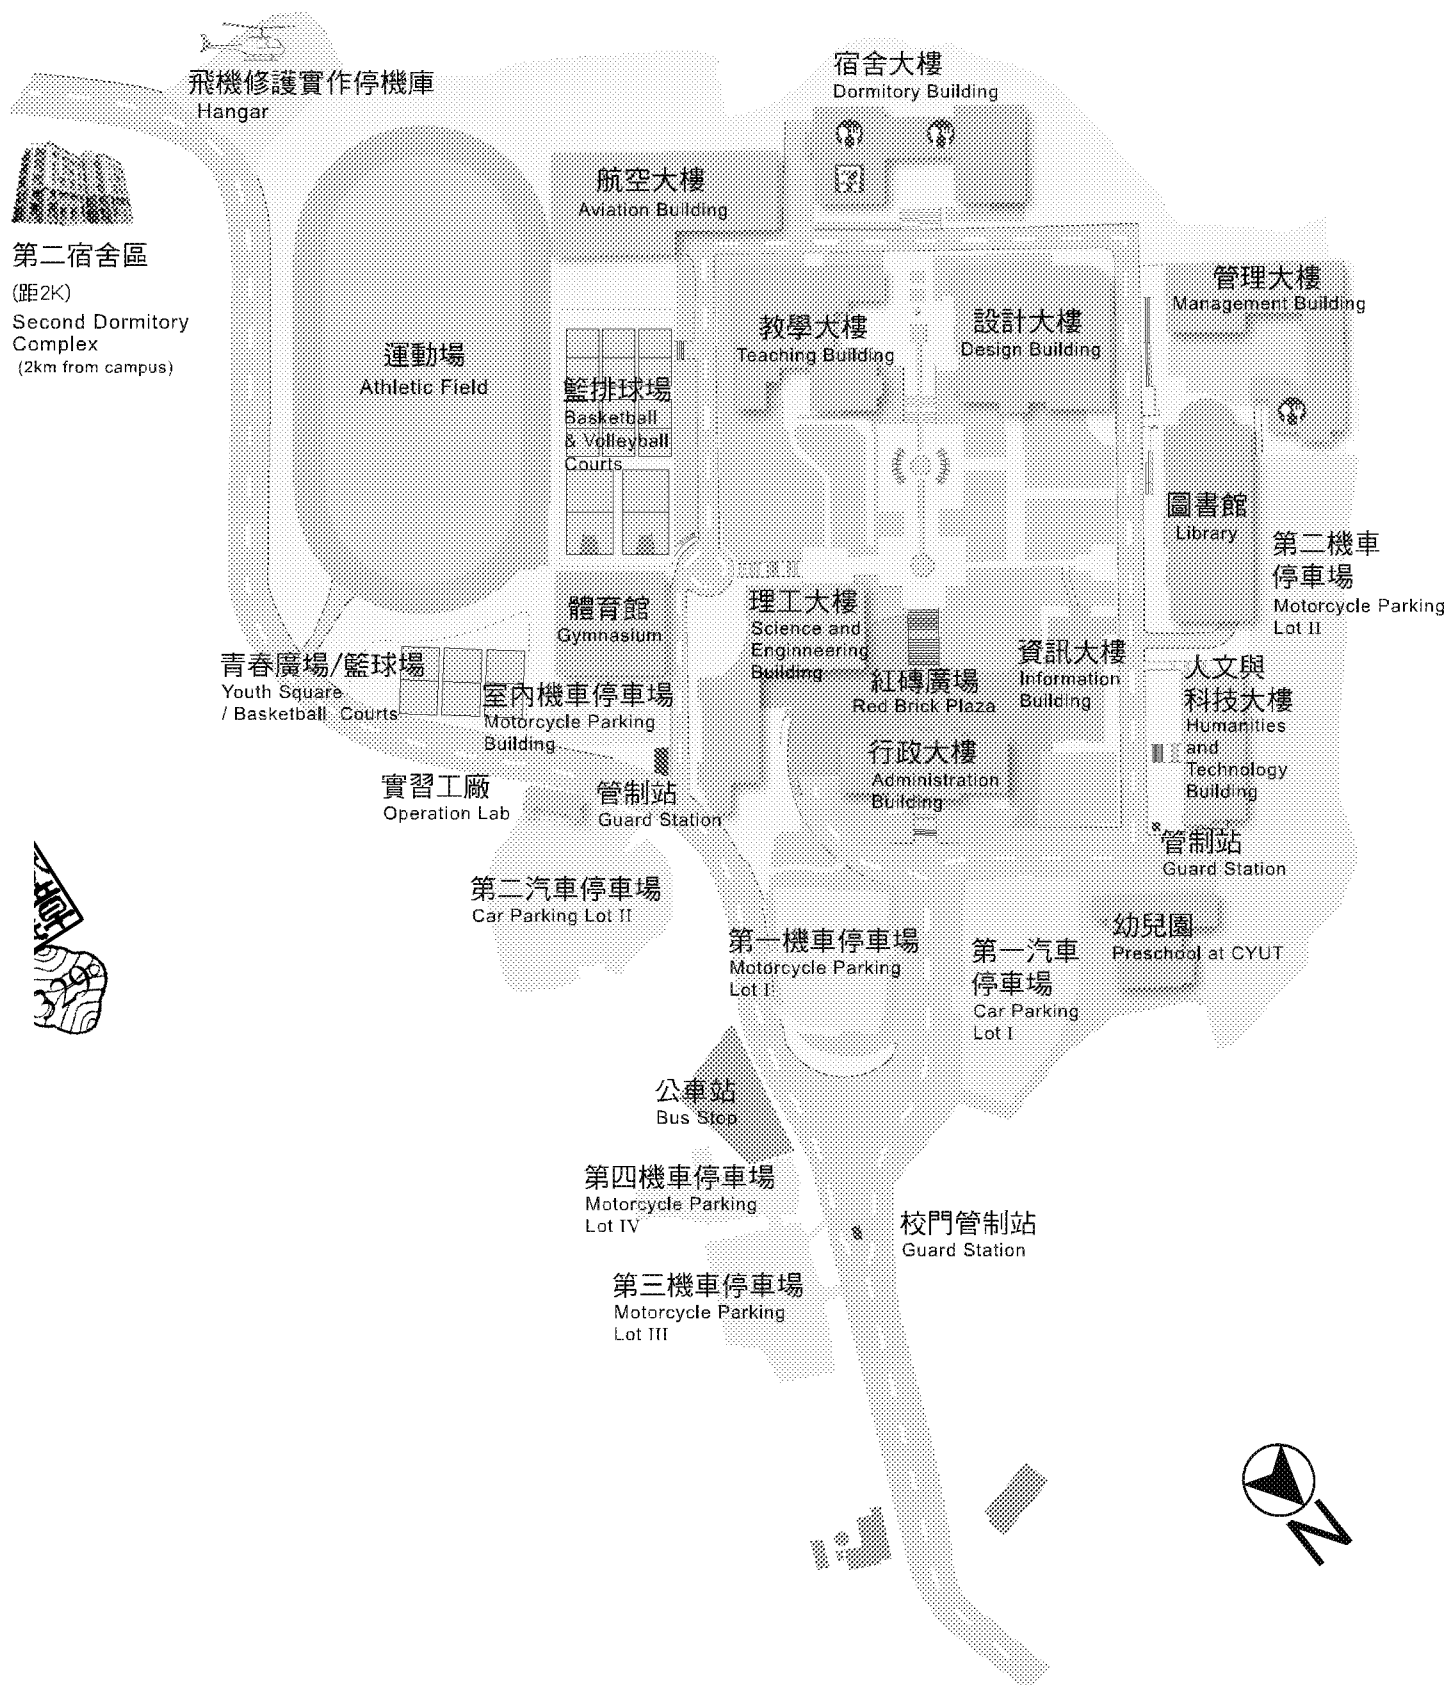 飛機修護實作停機庫
Hangar
宿舍大樓
Dormitory Building
航空大樓
Aviation Building
第二宿舍區
(距2K)
Second Dormitory
Complex
(2km from campus)
管理大樓
Management Building
教學大樓
Teaching Building
設計大樓
Design Building
運動場
Athletic Field
籃排球場
Basketball
& Volleyball
Courts
圖書館
Library
第二機車
停車場
Motorcycle Parking
Lot II
體育館
Gymnasium
理工大樓
Science and
Enginneering
Building
青春廣場/籃球場
Youth Square
/ Basketball Courts
室內機車停車場
Motorcycle Parking
Building
紅磚廣場
Red Brick Plaza
資訊大樓
Information
Building
人文與
科技大樓
Humanities
and
Technology
Building
行政大樓
Administration
Building
實習工廠
Operation Lab
管制站
Guard Station
管制站
Guard Station
第二汽車停車場
Car Parking Lot II
第一機車停車場
Motorcycle Parking
Lot I
第一汽車
停車場
Car Parking
Lot I
幼兒園
Preschool at CYUT
公車站
Bus Stop
第四機車停車場
Motorcycle Parking
Lot IV
校門管制站
Guard Station
第三機車停車場
Motorcycle Parking
Lot III
N